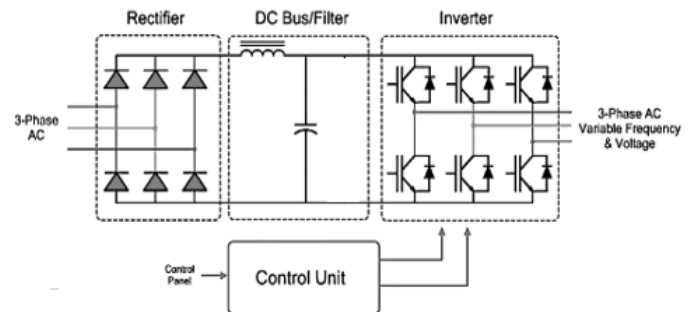 Rectifier
DC Bus/Filter
Inverter
3-Phase
AC
3-Phase AC
Variable Frequency
& Voltage
Control
Panel
Control Unit